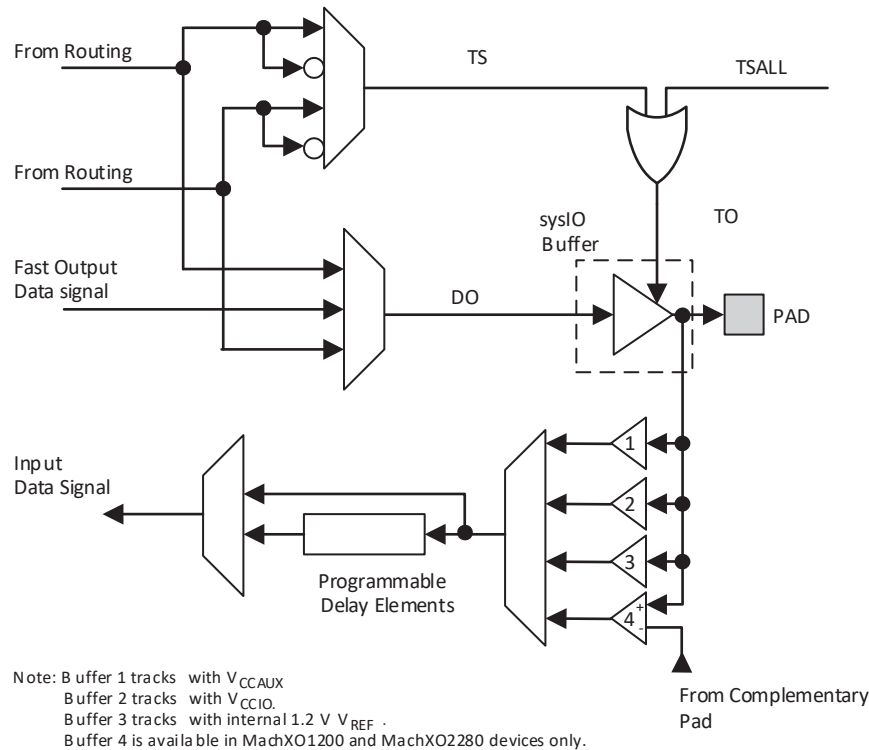 From Routing
TS
TSALL
From Routing
TO
sysIO
Buffer
Fast Output
Data signal
DO
PAD
1
Input
Data Signal
2
3
Programmable
Delay Elements
4
+
-
Note: Buffer 1 tracks with VCCAUX
Buffer 2 tracks with VCCIO.
Buffer 3 tracks with internal 1.2 V VREF .
Buffer 4 is available in MachXO1200 and MachXO2280 devices only.
From Complementary
Pad